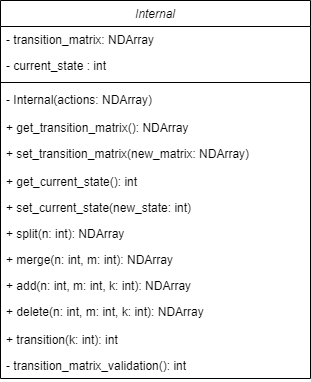 Internal
- transition_matrix: NDArray
- current_state : int
- Internal(actions: NDArray)
+ get_transition_matrix(): NDArray
+ set_transition_matrix(new_matrix: NDArray)
+ get_current_state(): int
+ set_current_state(new_state: int)
+ split(n: int): NDArray
+ merge(n: int, m: int): NDArray
+ add(n: int, m: int, k: int): NDArray
+ delete(n: int, m: int, k: int): NDArray
+ transition(k: int): int
- transition_matrix_validation(): int